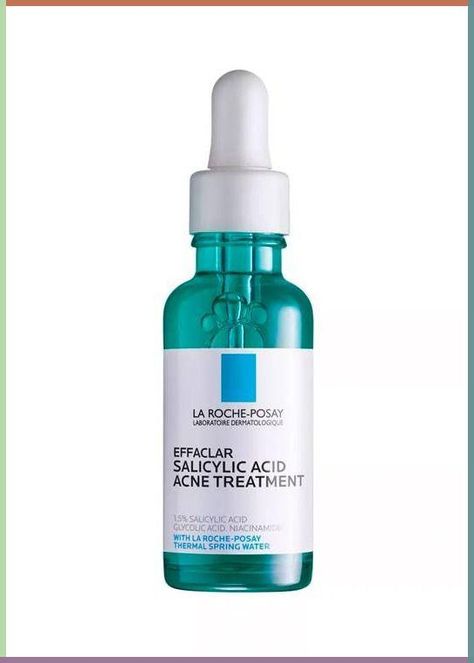 LA ROCHE-POSAY
LABORATOIRE DERMATOLOGIQUE
EFFACLAR
SALICYLIC ACID
ACNE TREATMENT
1.5% SALICYLIC ACID
GLYCOLIC ACID, NIACINAMIDE
WITH LA ROCHE-POSAY
THERMAL SPRING WATER